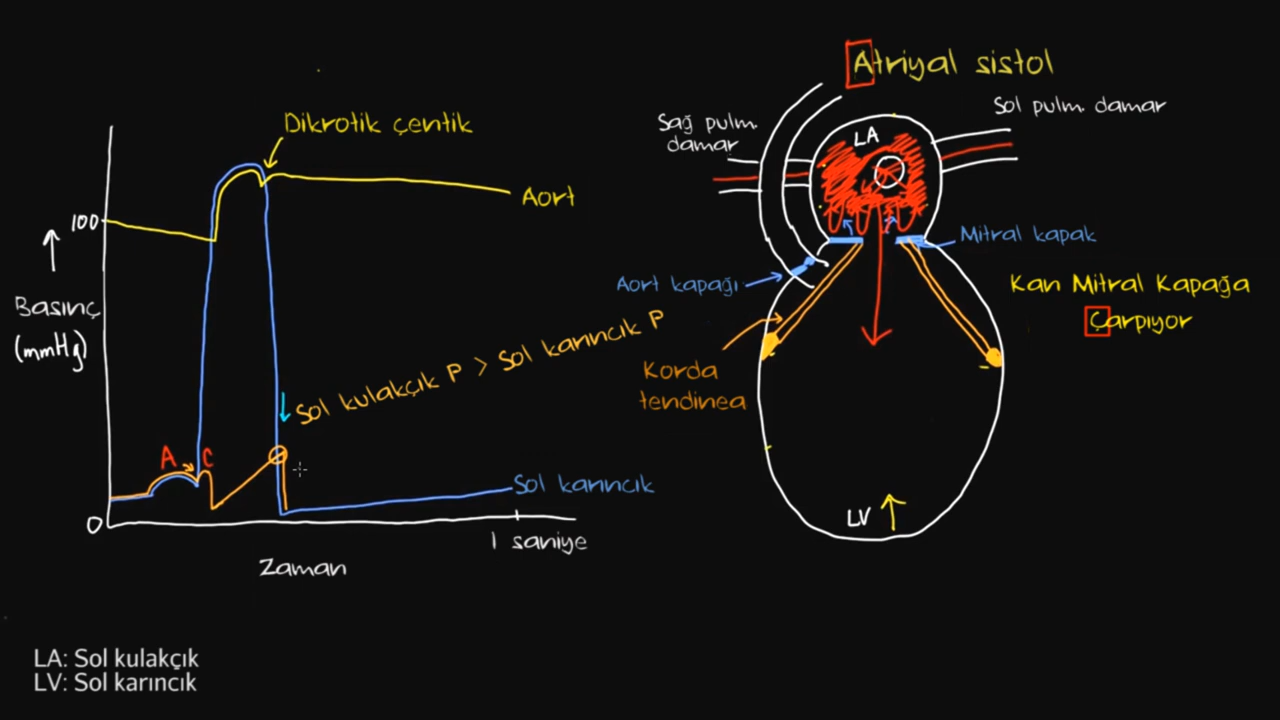 Atriyal sistol
Sağ pulm.
damar
Sol pulm. damar
LA
Dikrotik çentik
Aort
100
Basınç
(mmHg)
Mitral kapak
Aort kapağı
Kan Mitral Kapağa
Çarpıyor
Sol kulakçık P > Sol karıncık P
Korda
tendinea
A
C
Sol karıncık
LV
0
1 saniye
Zaman
LA: Sol kulakçık
LV: Sol karıncık